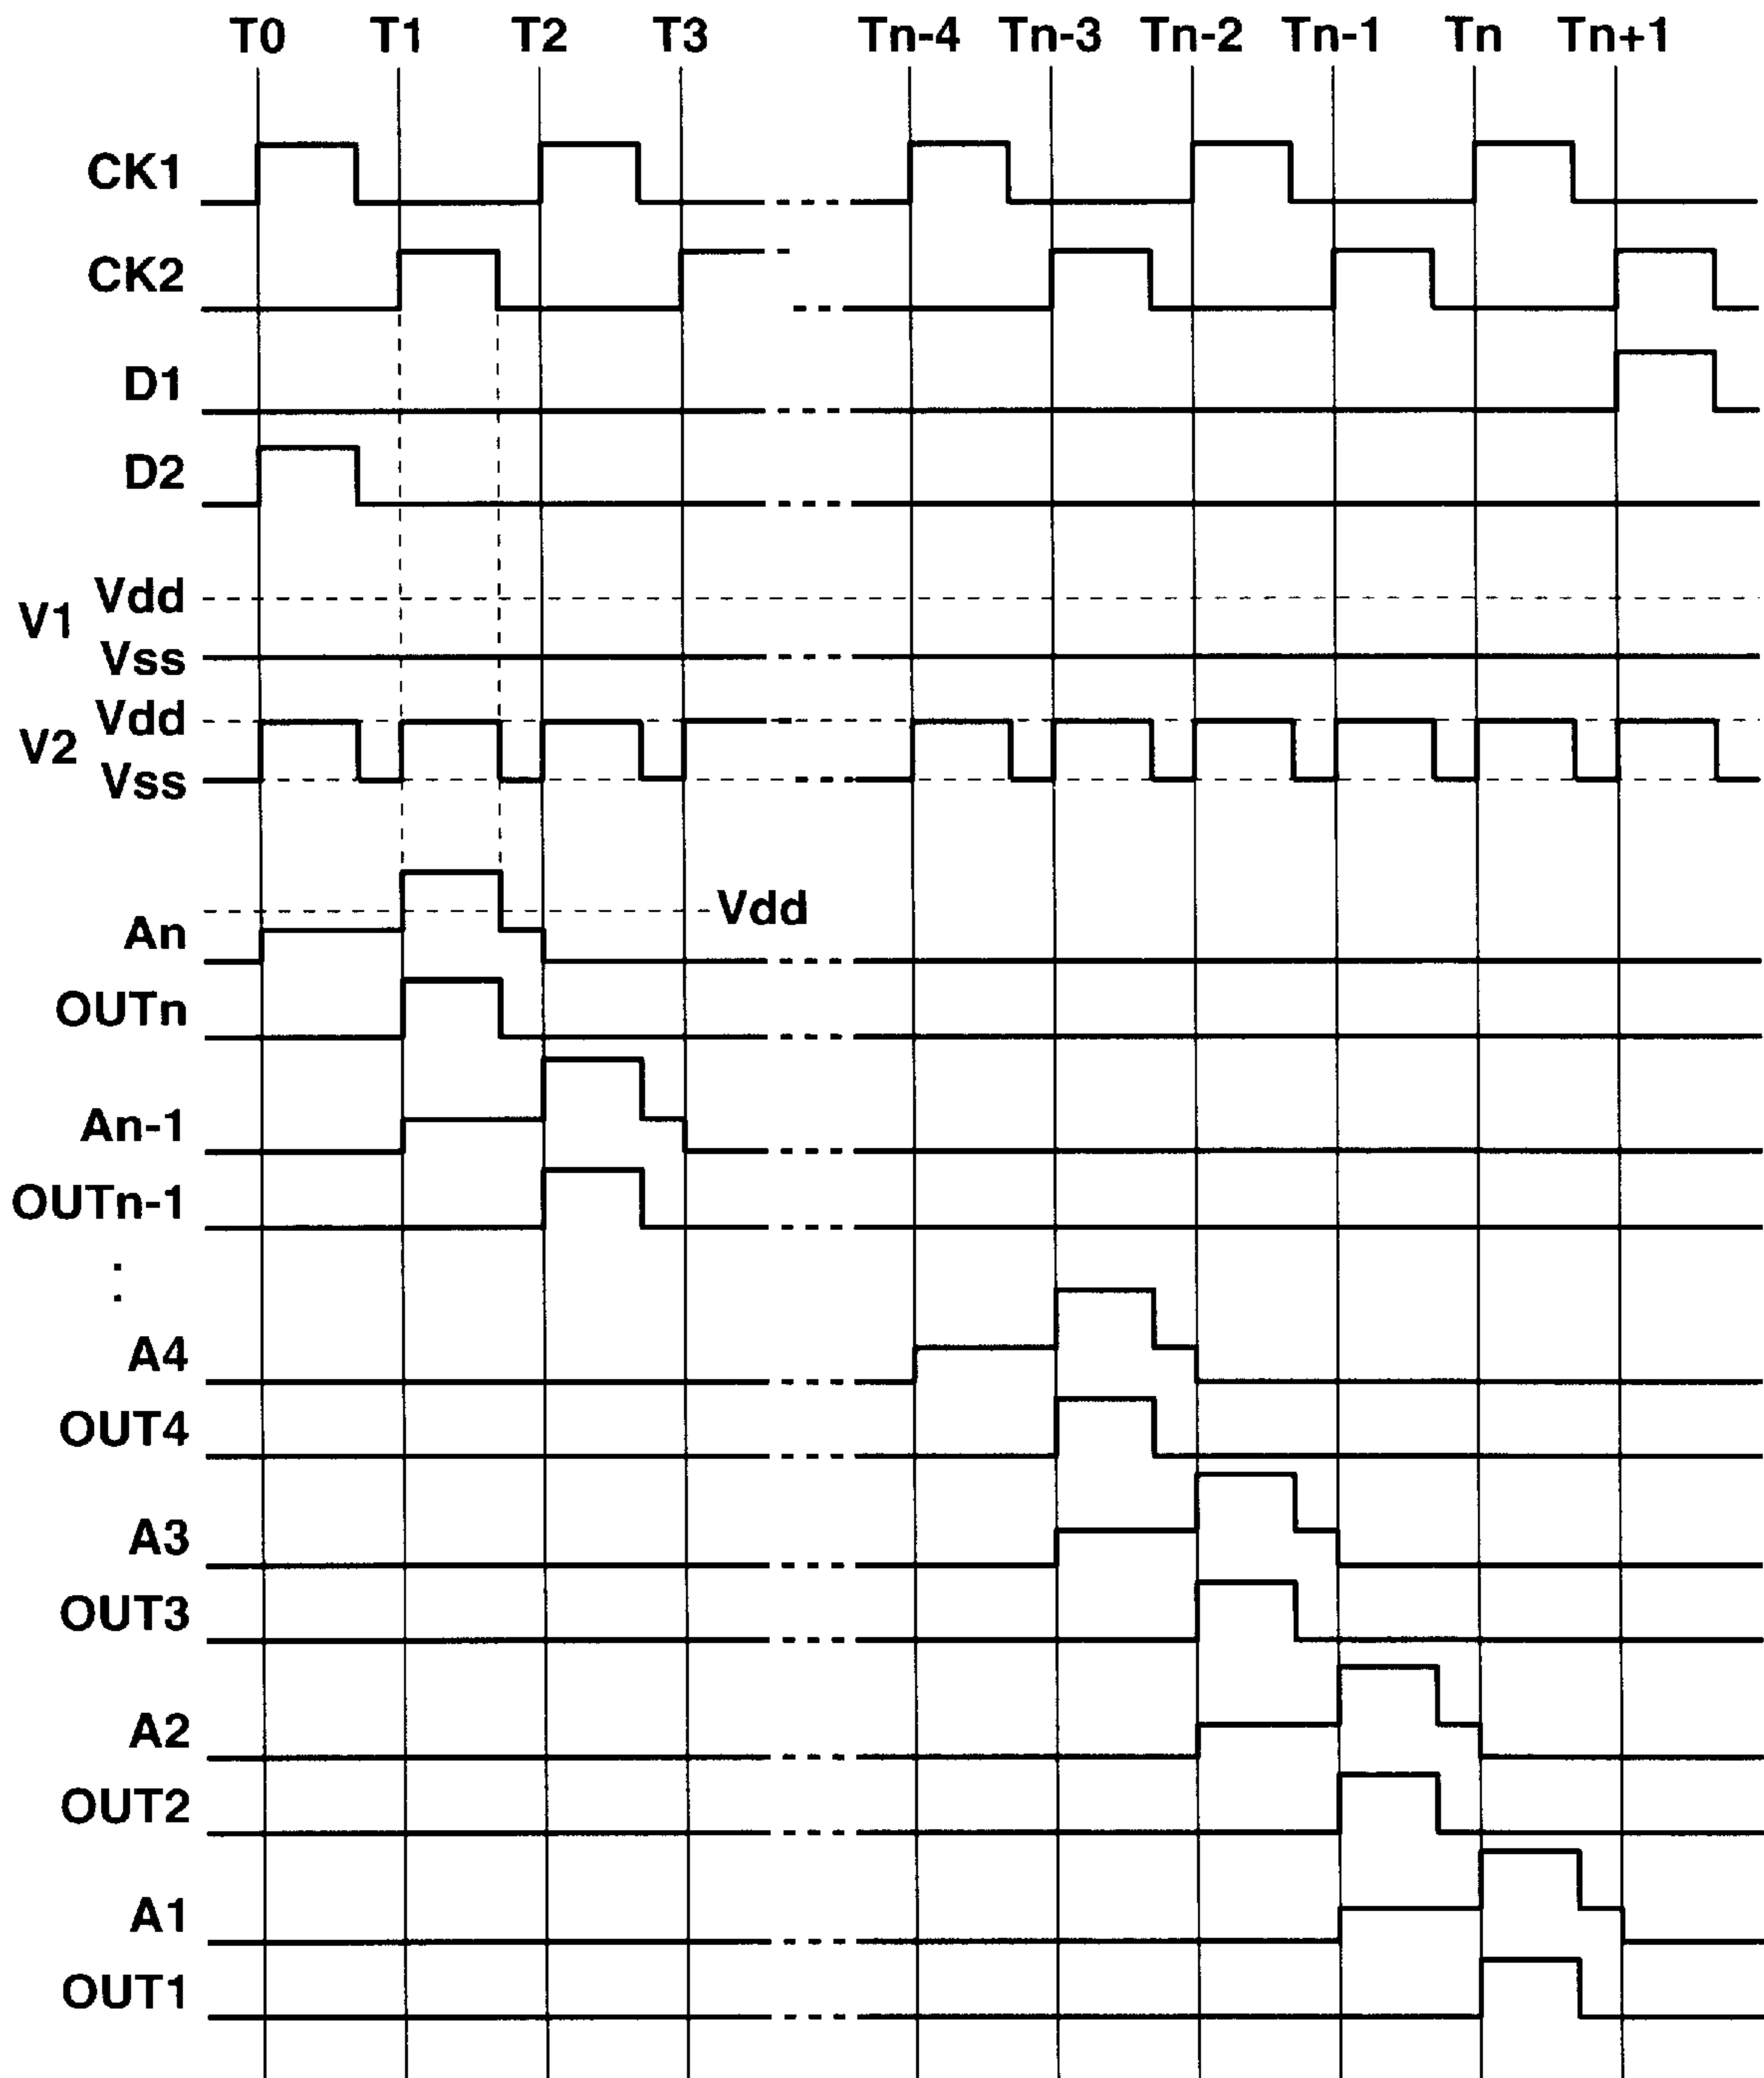 T0 T1 T2 T3 Tn-4 Tn-3 Tn-2 Tn-1 Tn Tn+1
CK1
CK2
D1
D2
V1 Vdd
Vss
V2 Vdd
Vss
Vdd
An
OUTn
An-1
OUTn-1
:
A4
OUT4
A3
OUT3
A2
OUT2
A1
OUT1